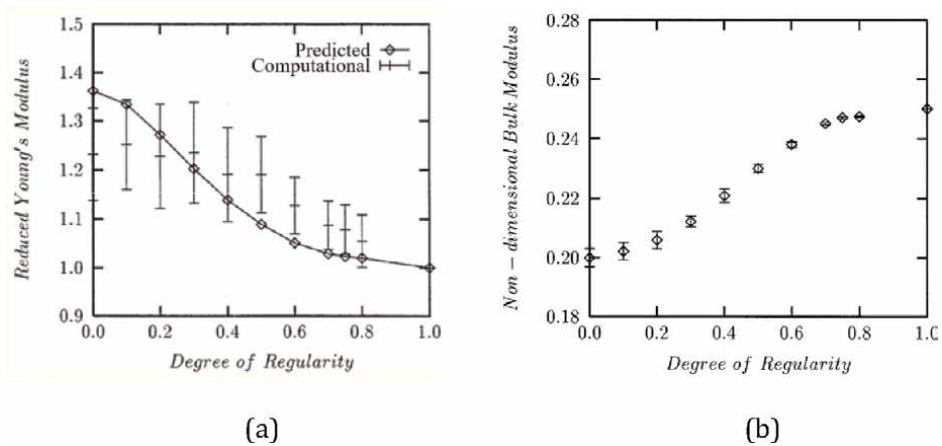 1.5
1.4
1.3
1.2
1.1
1.0
0.9
Reduced Young's Modulus
Predicted
Computational
0.0 0.2 0.4 0.6 0.8 1.0
Degree of Regularity
(a)
0.28
0.26
0.24
0.22
0.20
0.18
Non-dimensional Bulk Modulus
0.0 0.2 0.4 0.6 0.8 1.0
Degree of Regularity
(b)